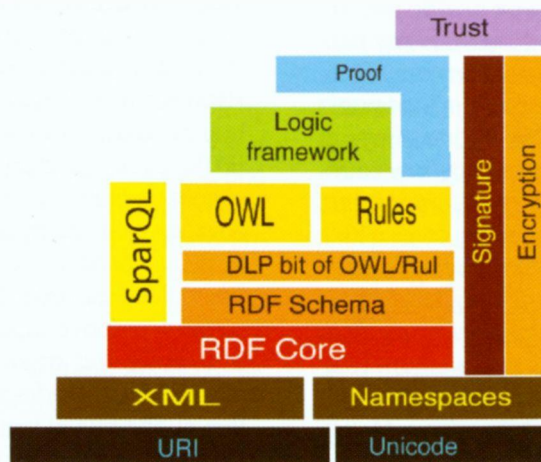 Trust
Proof
Logic
framework
SparQL
OWL
Rules
Signature
Encryption
DLP bit of OWL/Rul
RDF Schema
RDF Core
XML
Namespaces
URI
Unicode